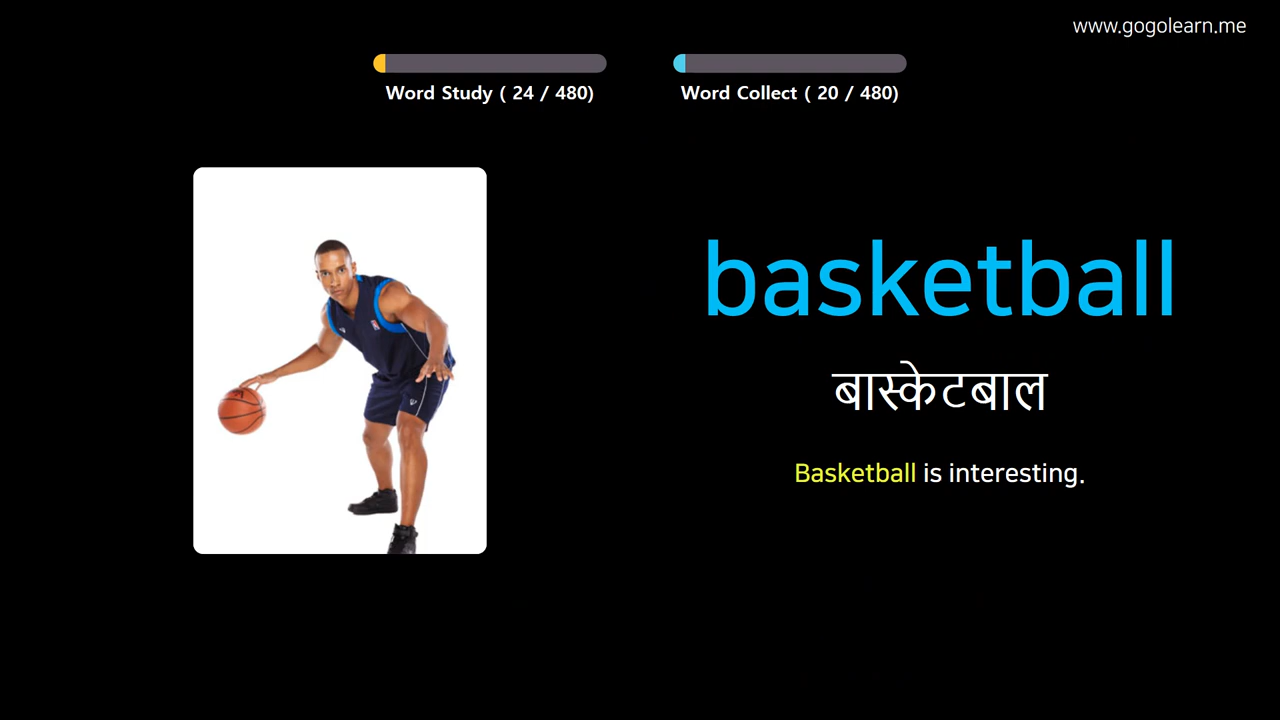 www.gogolearn.me
Word Study ( 24 / 480)
Word Collect ( 20 / 480)
basketball
बास्केटबाल
Basketball is interesting.